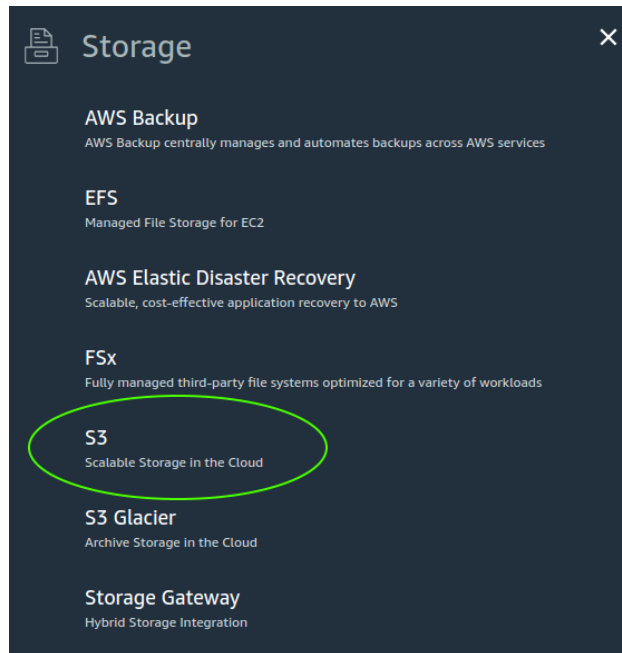 Storage
AWS Backup
AWS Backup centrally manages and automates backups across AWS services
EFS
Managed File Storage for EC2
AWS Elastic Disaster Recovery
Scalable, cost-effective application recovery to AWS
FSx
Fully managed third-party file systems optimized for a variety of workloads
S3
Scalable Storage in the Cloud
S3 Glacier
Archive Storage in the Cloud
Storage Gateway
Hybrid Storage Integration